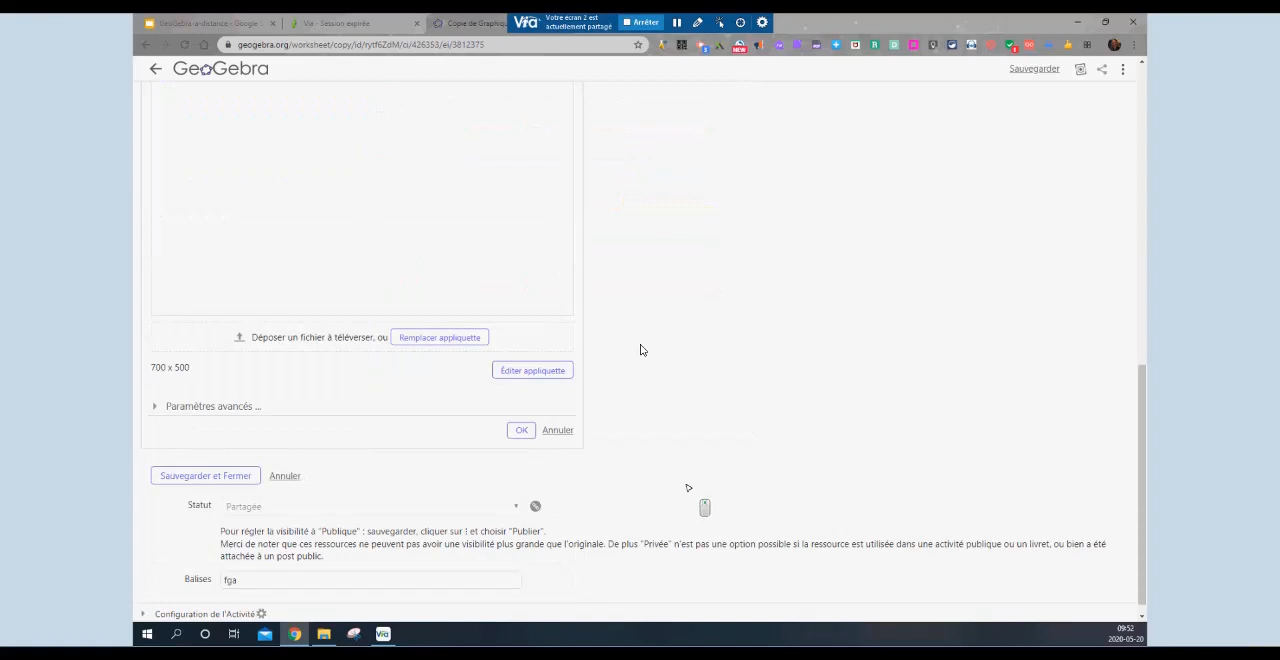 GeoGebra-a-distance - Google S
Via - Session expirée
Copie de Graphiq
Via
Votre écran 2 est
actuellement partagé
Arrêter
geogebra.org/worksheet/copy/id/rytf6ZdM/ci/426353/ei/3812375
NEW
GeoGebra
Sauvegarder
Déposer un fichier à téléverser, ou
Remplacer appliquette
700 x 500
Éditer appliquette
Paramètres avancés ...
OK
Annuler
Sauvegarder et Fermer
Annuler
Statut
Partagée
Pour régler la visibilité à "Publique" : sauvegarder, cliquer sur ⁝ et choisir "Publier".
Merci de noter que ces ressources ne peuvent pas avoir une visibilité plus grande que l'originale. De plus "Privée" n'est pas une option possible si la ressource est utilisée dans une activité publique ou un livret, ou bien a été
attachée à un post public.
Balises
fga
Configuration de l'Activité
Via
09:52
2020-05-20